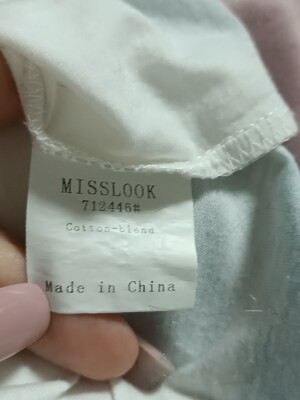 MISSLOOK
712446#
Cotton-blend
Made in China